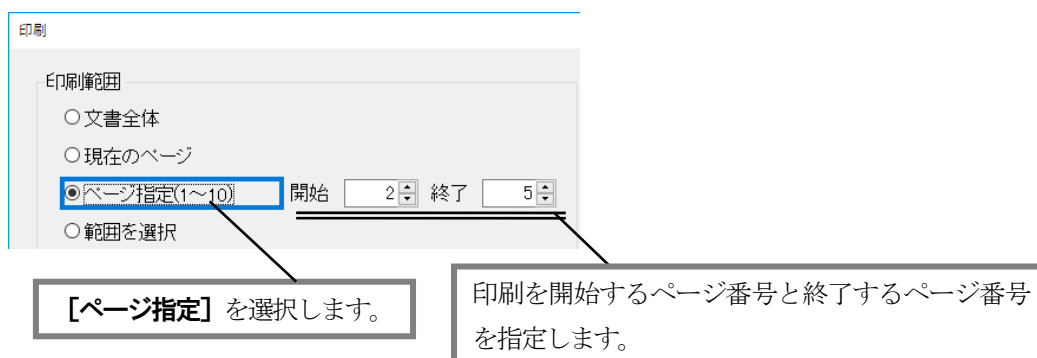 印刷
印刷範囲
文書全体
現在のページ
ページ指定(1～10) 開始 2 終了 5
範囲を選択
［ページ指定］を選択します。
印刷を開始するページ番号と終了するページ番号
を指定します。